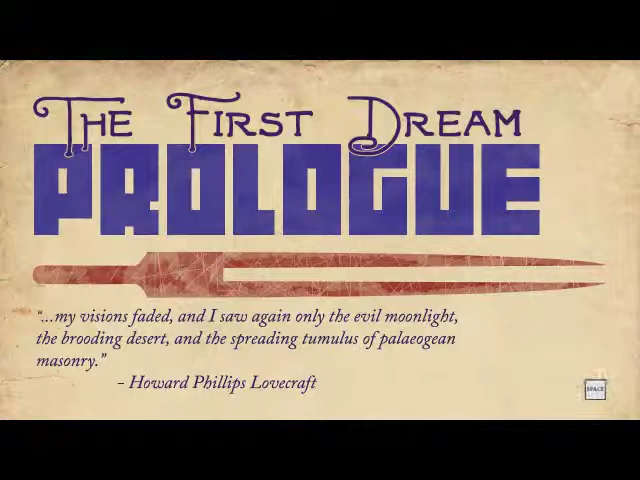 The First Dream
PROLOGUE
“...my visions faded, and I saw again only the evil moonlight,
the brooding desert, and the spreading tumulus of palaeogean
masonry.”
- Howard Phillips Lovecraft
SPACE